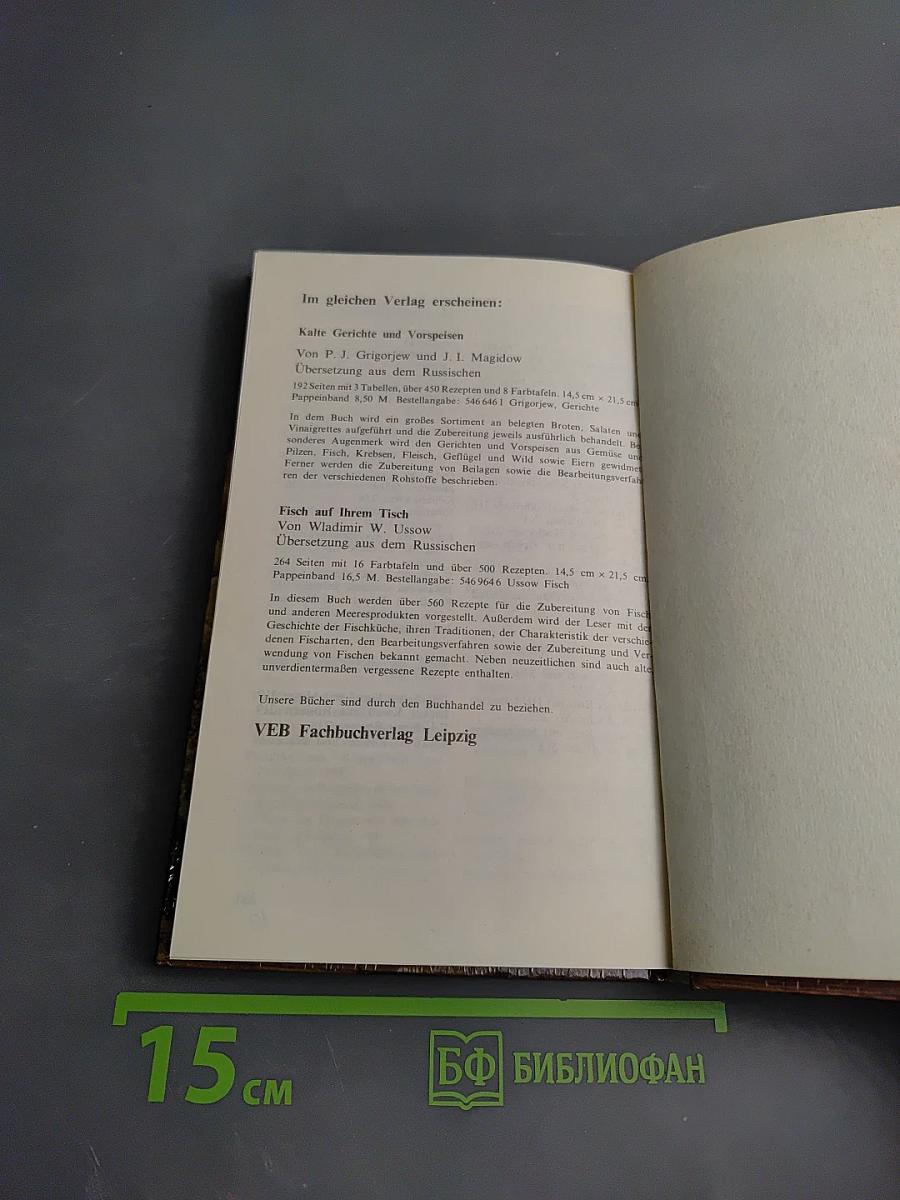 Im gleichen Verlag erscheinen:
Kalte Gerichte und Vorspeisen
Von P. J. Grigorjew und J. I. Magidow
Übersetzung aus dem Russischen
192 Seiten mit 3 Tabellen, über 450 Rezepten und 8 Farbtafeln. 14,5 cm × 21,5 cm
Pappeinband 8,50 M. Bestellangabe: 546 646 1 Grigorjew, Gerichte
In dem Buch wird ein großes Sortiment an belegten Broten, Salaten und
Vinaigrettes aufgeführt und die Zubereitung jeweils ausführlich behandelt. Be
sonderes Augenmerk wird den Gerichten und Vorspeisen aus Gemüse und
Pilzen, Fisch, Krebsen, Fleisch, Geflügel und Wild sowie Eiern gewidmet
Ferner werden die Zubereitung von Beilagen sowie die Bearbeitungsverfah
ren der verschiedenen Rohstoffe beschrieben.
Fisch auf Ihrem Tisch
Von Wladimir W. Ussow
Übersetzung aus dem Russischen
264 Seiten mit 16 Farbtafeln und über 500 Rezepten. 14,5 cm × 21,5 cm
Pappeinband 16,5 M. Bestellangabe: 546 964 6 Ussow Fisch
In diesem Buch werden über 560 Rezepte für die Zubereitung von Fisch
und anderen Meeresprodukten vorgestellt. Außerdem wird der Leser mit der
Geschichte der Fischküche, ihren Traditionen, der Charakteristik der verschie-
denen Fischarten, den Bearbeitungsverfahren sowie der Zubereitung und Ver-
wendung von Fischen bekannt gemacht. Neben neuzeitlichen sind auch alte
unverdientermaßen vergessene Rezepte enthalten.
Unsere Bücher sind durch den Buchhandel zu beziehen.
VEB Fachbuchverlag Leipzig
15 см
БФ БИБЛИОФАН